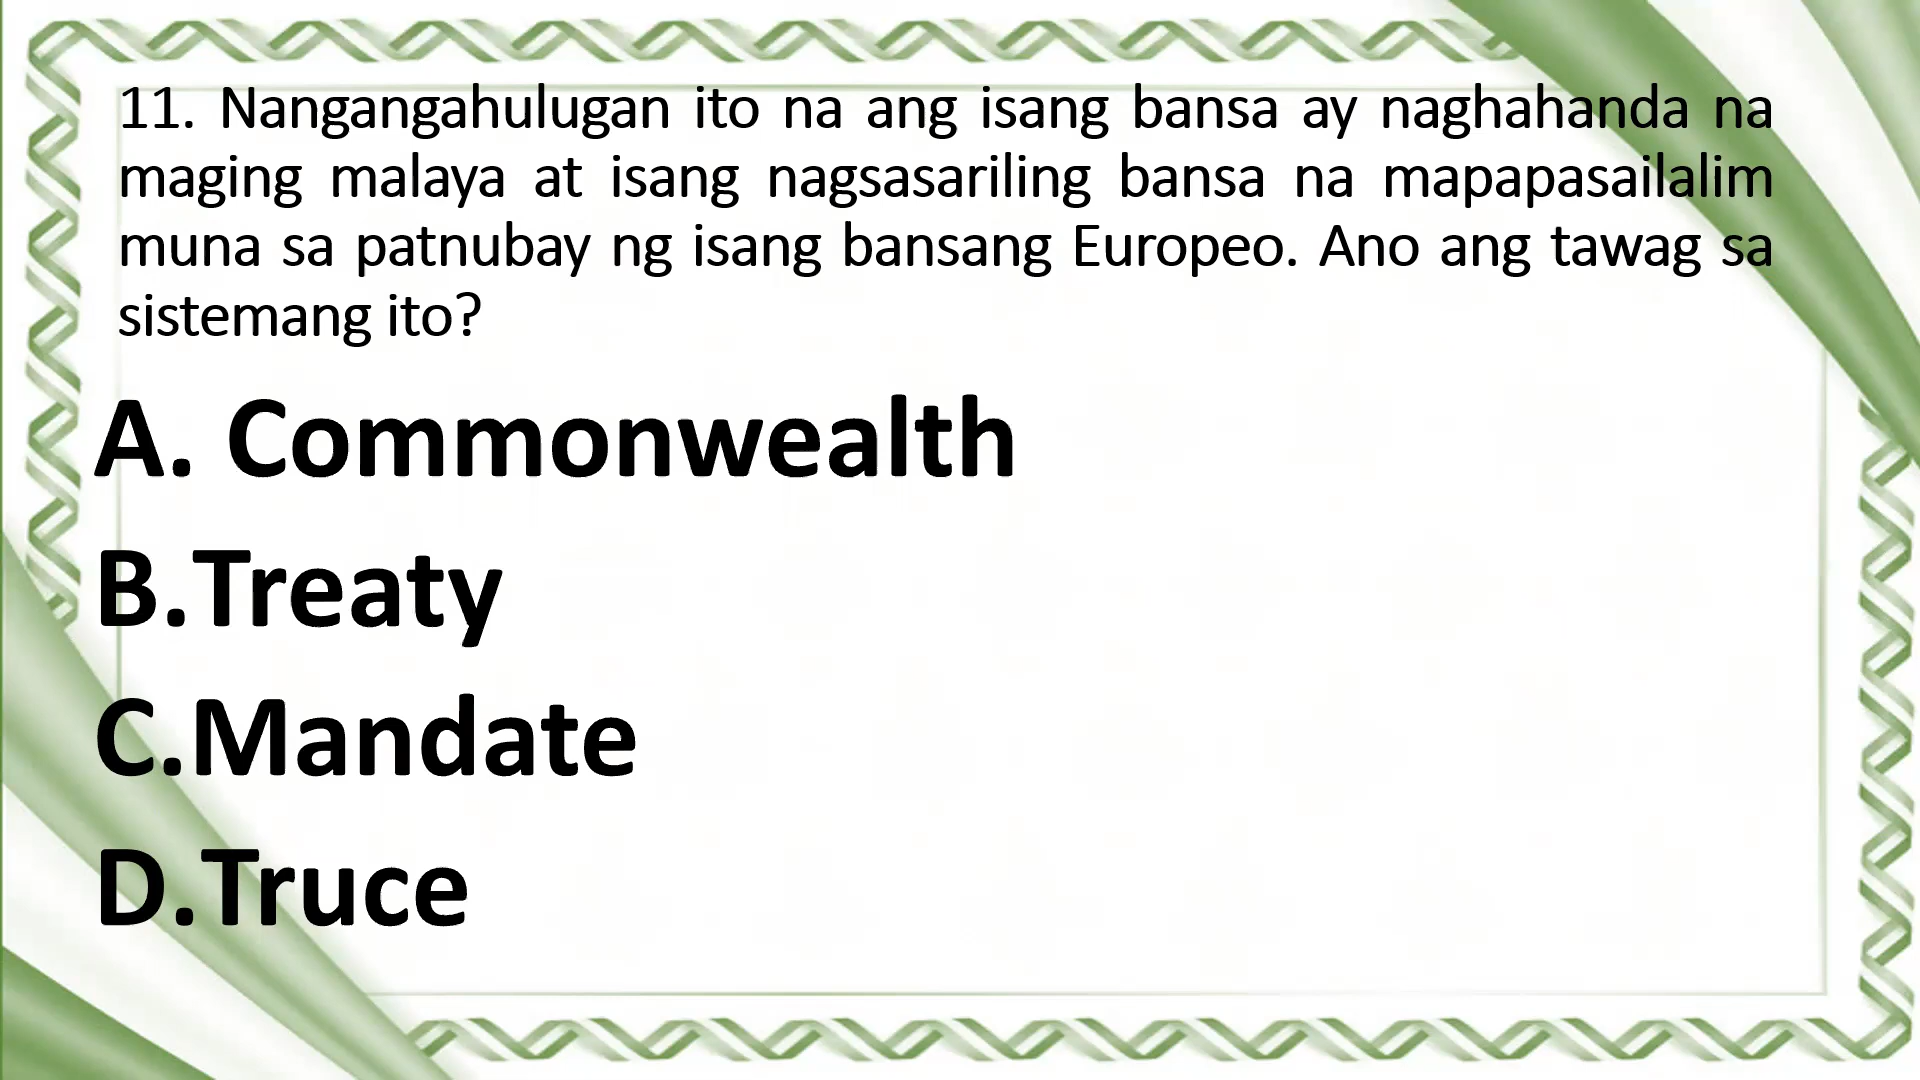 11. Nangangahulugan ito na ang isang bansa ay naghahanda na
maging malaya at isang nagsasariling bansa na mapapasailalim
muna sa patnubay ng isang bansang Europeo. Ano ang tawag sa
sistemang ito?
A. Commonwealth
B.Treaty
C.Mandate
D.Truce